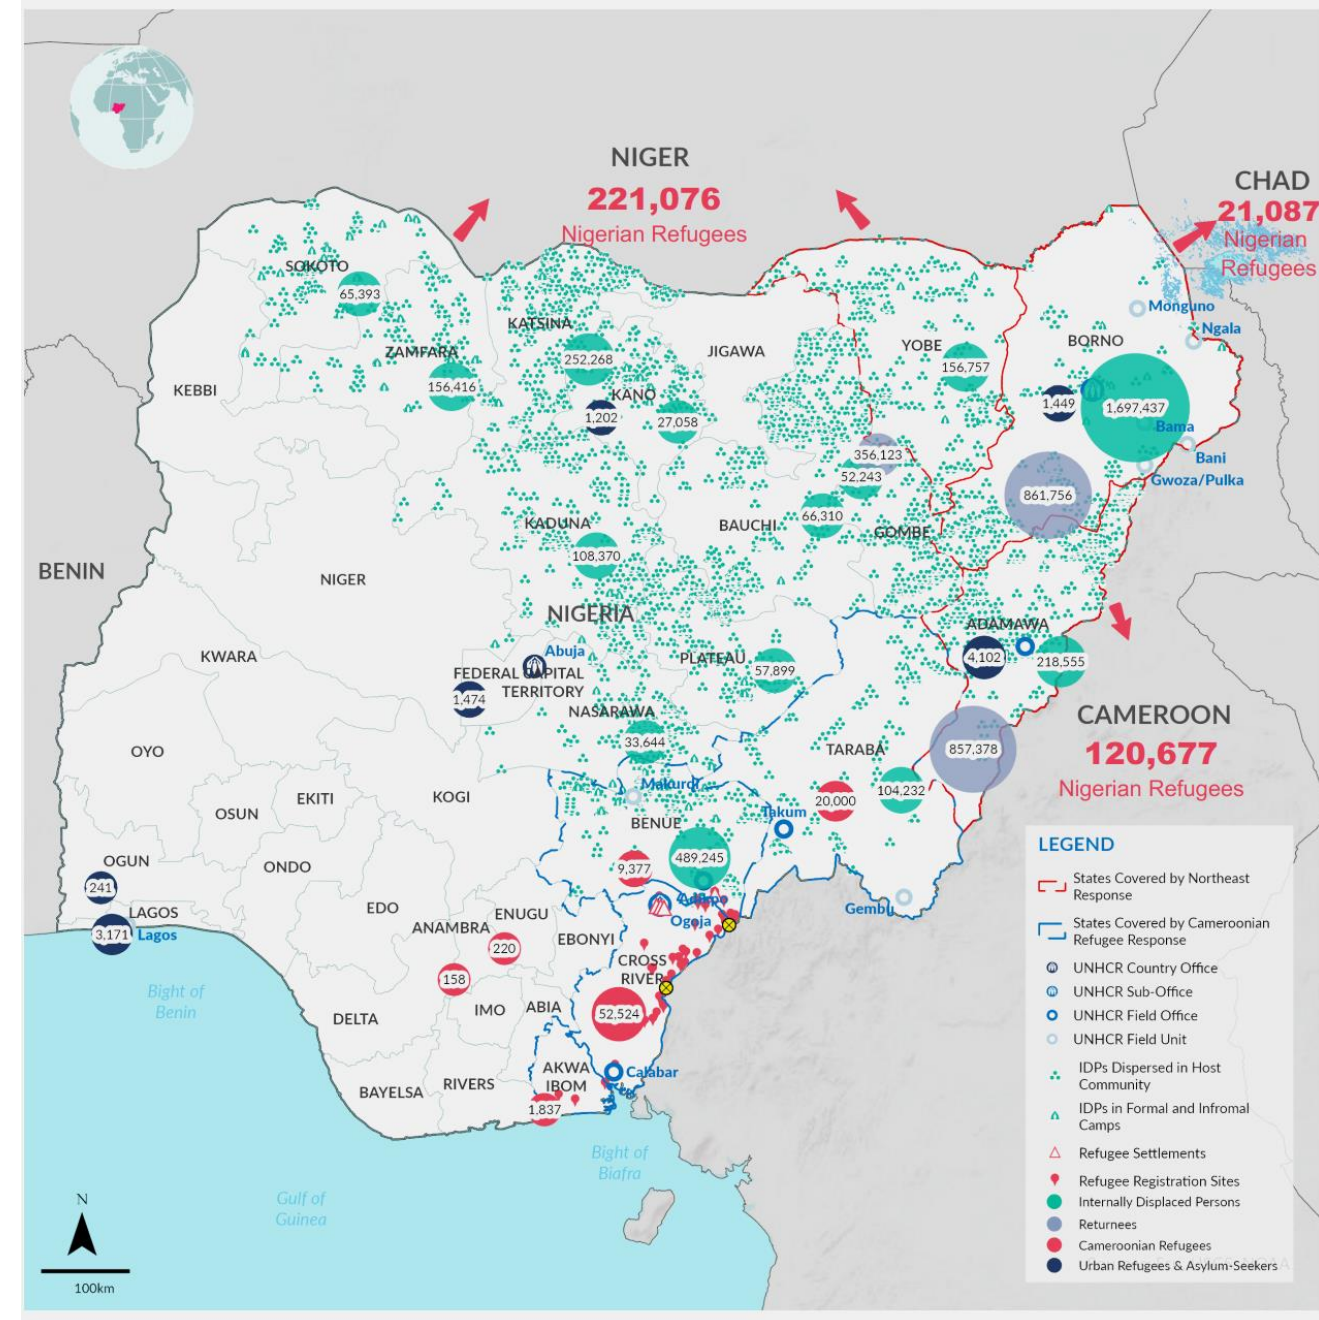 NIGER
221,076
Nigerian Refugees
CHAD
21,087
Nigerian
Refugees
SOKOTO
65,393
KATSINA
ZAMFARA
252,268
156,416
KEBBI
KANO
1,202
27,058
JIGAWA
YOBE
156,757
BORNO
Monguno
Ngala
1,449
1,697,437
Bama
Bani
Gwoza/Pulka
356,123
52,243
861,756
66,310
BAUCHI
GOMBE
KADUNA
108,370
BENIN
NIGER
NIGERIA
ADAMAWA
4,102
218,555
KWARA
Abuja
FEDERAL CAPITAL
TERRITORY
1,474
PLATEAU
57,899
NASARAWA
33,644
CAMEROON
120,677
Nigerian Refugees
857,378
TARABA
104,232
20,000
OYO
OSUN
EKITI
KOGI
Makurdi
BENUE
Takum
489,245
9,377
OGUN
241
LAGOS
3,171
Lagos
ONDO
EDO
ENUGU
ANAMBRA
220
158
EBONYI
Adikpo
Ogoja
Gembu
CROSS
RIVER
52,524
IMO
ABIA
DELTA
AKWA
IBOM
Calabar
1,837
BAYELSA
RIVERS
Bight of
Benin
Bight of
Biafra
Gulf of
Guinea
N
100km
LEGEND
States Covered by Northeast
Response
States Covered by Cameroonian
Refugee Response
UNHCR Country Office
UNHCR Sub-Office
UNHCR Field Office
UNHCR Field Unit
IDPs Dispersed in Host
Community
IDPs in Formal and Infromal
Camps
Refugee Settlements
Refugee Registration Sites
Internally Displaced Persons
Returnees
Cameroonian Refugees
Urban Refugees & Asylum-Seekers